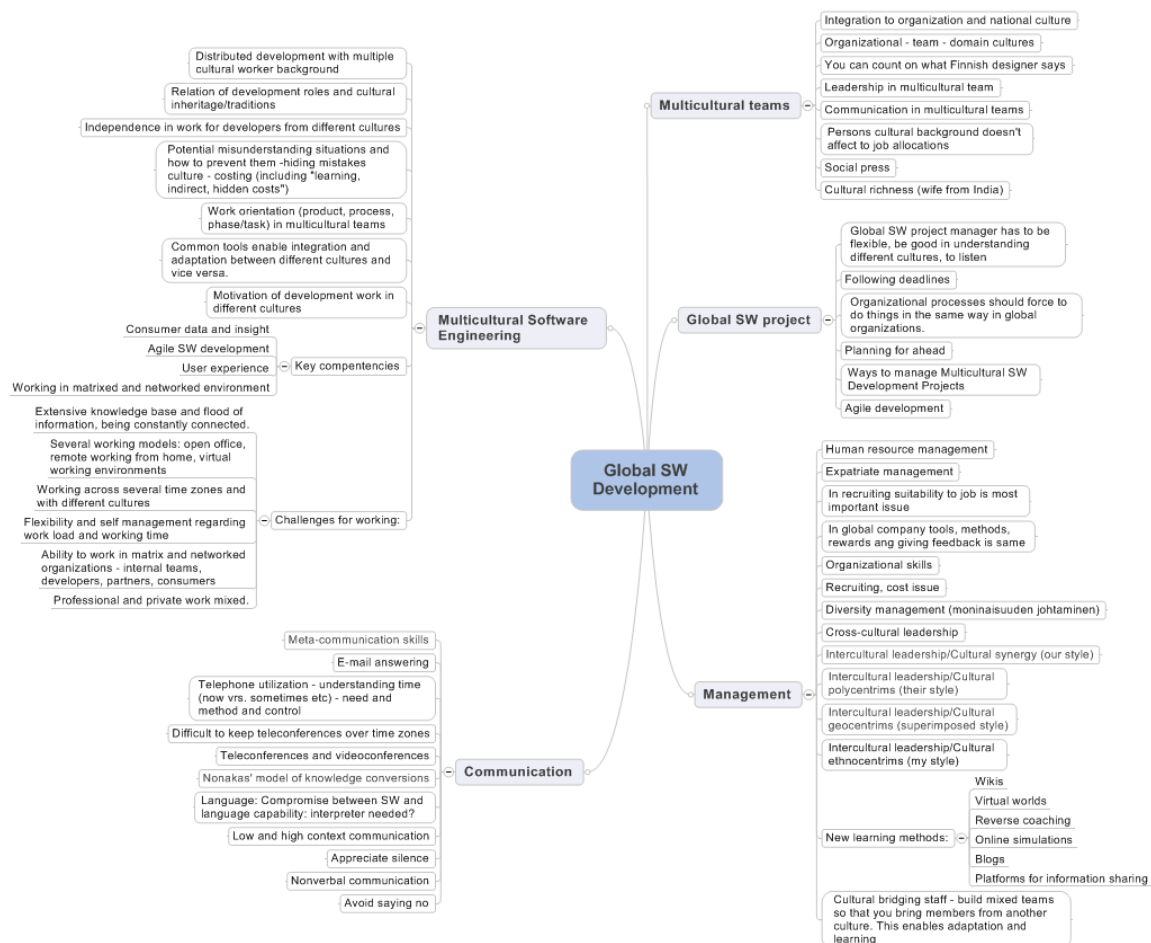 Global SW
Development
Multicultural teams
Integration to organization and national culture
Organizational - team - domain cultures
You can count on what Finnish designer says
Leadership in multicultural team
Communication in multicultural teams
Persons cultural background doesn't
affect to job allocations
Social press
Cultural richness (wife from India)
Global SW project
Global SW project manager has to be
flexible, be good in understanding
different cultures, to listen
Following deadlines
Organizational processes should force to
do things in the same way in global
organizations.
Planning for ahead
Ways to manage Multicultural SW
Development Projects
Agile development
Management
Human resource management
Expatriate management
In recruiting suitability to job is most
important issue
In global company tools, methods,
rewards ang giving feedback is same
Organizational skills
Recruiting, cost issue
Diversity management (moninaisuuden johtaminen)
Cross-cultural leadership
Intercultural leadership/Cultural synergy (our style)
Intercultural leadership/Cultural
polycentrims (their style)
Intercultural leadership/Cultural
geocentrims (superimposed style)
Intercultural leadership/Cultural
ethnocentrims (my style)
New learning methods:
Wikis
Virtual worlds
Reverse coaching
Online simulations
Blogs
Platforms for information sharing
Cultural bridging staff - build mixed teams
so that you bring members from another
culture. This enables adaptation and
learning
Multicultural Software
Engineering
Distributed development with multiple
cultural worker background
Relation of development roles and cultural
inheritage/traditions
Independence in work for developers from different cultures
Potential misunderstanding situations and
how to prevent them -hiding mistakes
culture - costing (including "learning,
indirect, hidden costs")
Work orientation (product, process,
phase/task) in multicultural teams
Common tools enable integration and
adaptation between different cultures and
vice versa.
Motivation of development work in
different cultures
Key compentencies
Consumer data and insight
Agile SW development
User experience
Working in matrixed and networked environment
Challenges for working:
Extensive knowledge base and flood of
information, being constantly connected.
Several working models: open office,
remote working from home, virtual
working environments
Working across several time zones and
with different cultures
Flexibility and self management regarding
work load and working time
Ability to work in matrix and networked
organizations - internal teams,
developers, partners, consumers
Professional and private work mixed.
Communication
Meta-communication skills
E-mail answering
Telephone utilization - understanding time
(now vrs. sometimes etc) - need and
method and control
Difficult to keep teleconferences over time zones
Teleconferences and videoconferences
Nonakas' model of knowledge conversions
Language: Compromise between SW and
language capability: interpreter needed?
Low and high context communication
Appreciate silence
Nonverbal communication
Avoid saying no